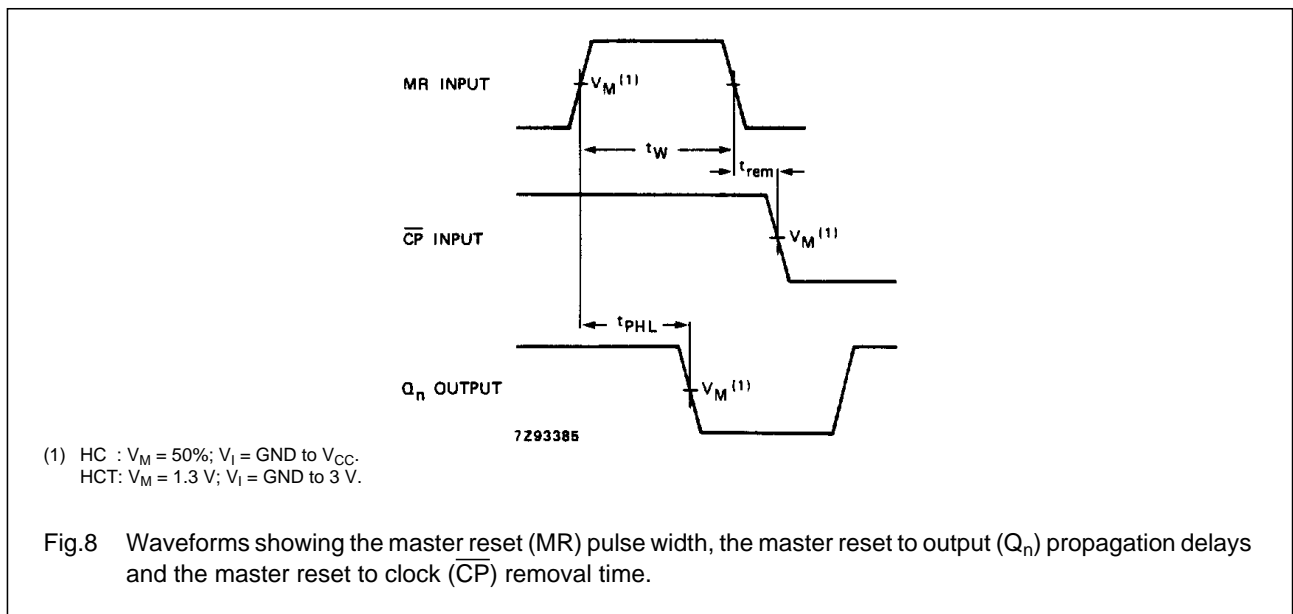 MR INPUT
V_M (1)
t_W
t_rem
C̅P̅ INPUT
V_M (1)
t_PHL
Q_n OUTPUT
V_M (1)
7Z93385
(1) HC : V_M = 50%; V_I = GND to V_CC.
HCT: V_M = 1.3 V; V_I = GND to 3 V.
Fig.8 Waveforms showing the master reset (MR) pulse width, the master reset to output (Q_n) propagation delays
and the master reset to clock (C̅P̅) removal time.